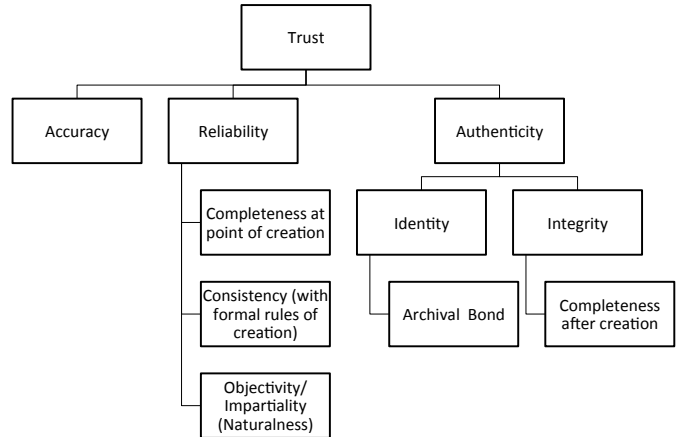 Trust
Accuracy
Reliability
Authenticity
Completeness at
point of creation
Identity
Integrity
Consistency (with
formal rules of
creation)
Archival Bond
Completeness
after creation
Objectivity/
Impartiality
(Naturalness)